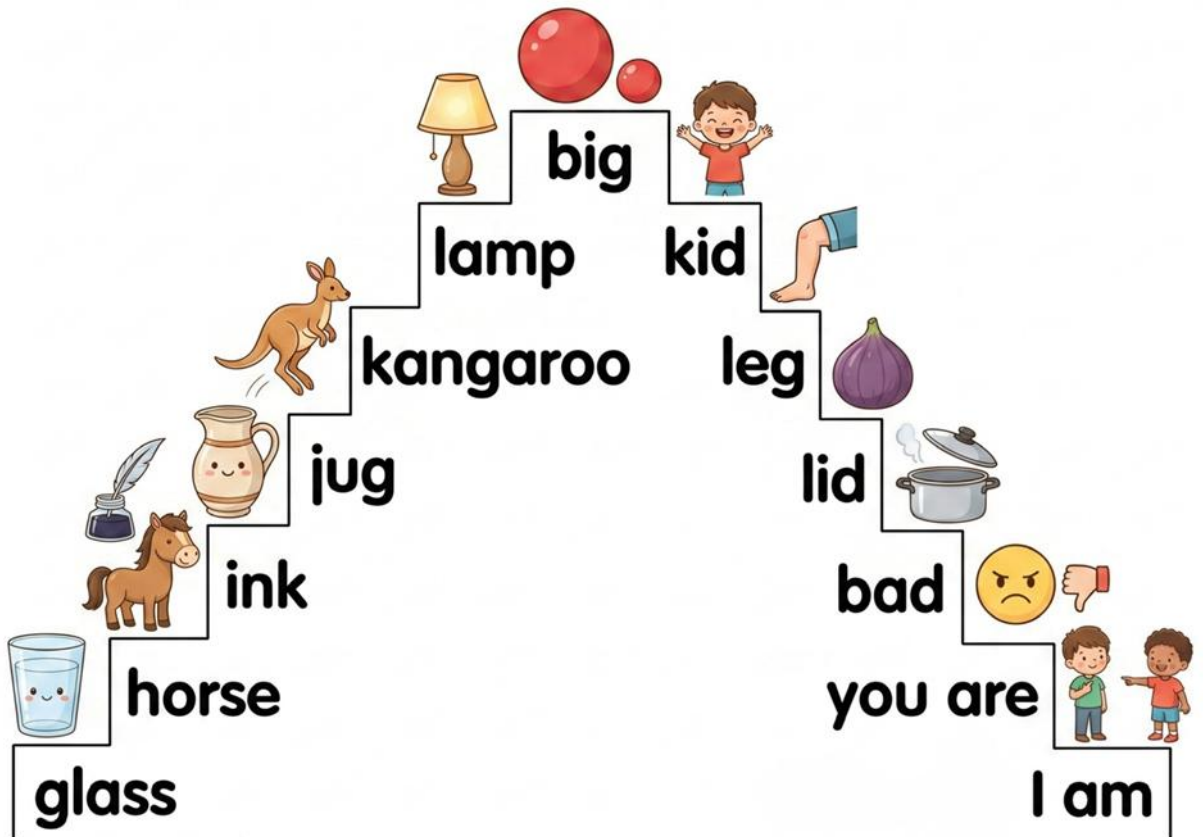 big
lamp kid
kangaroo leg
jug lid
ink bad
horse you are
glass I am